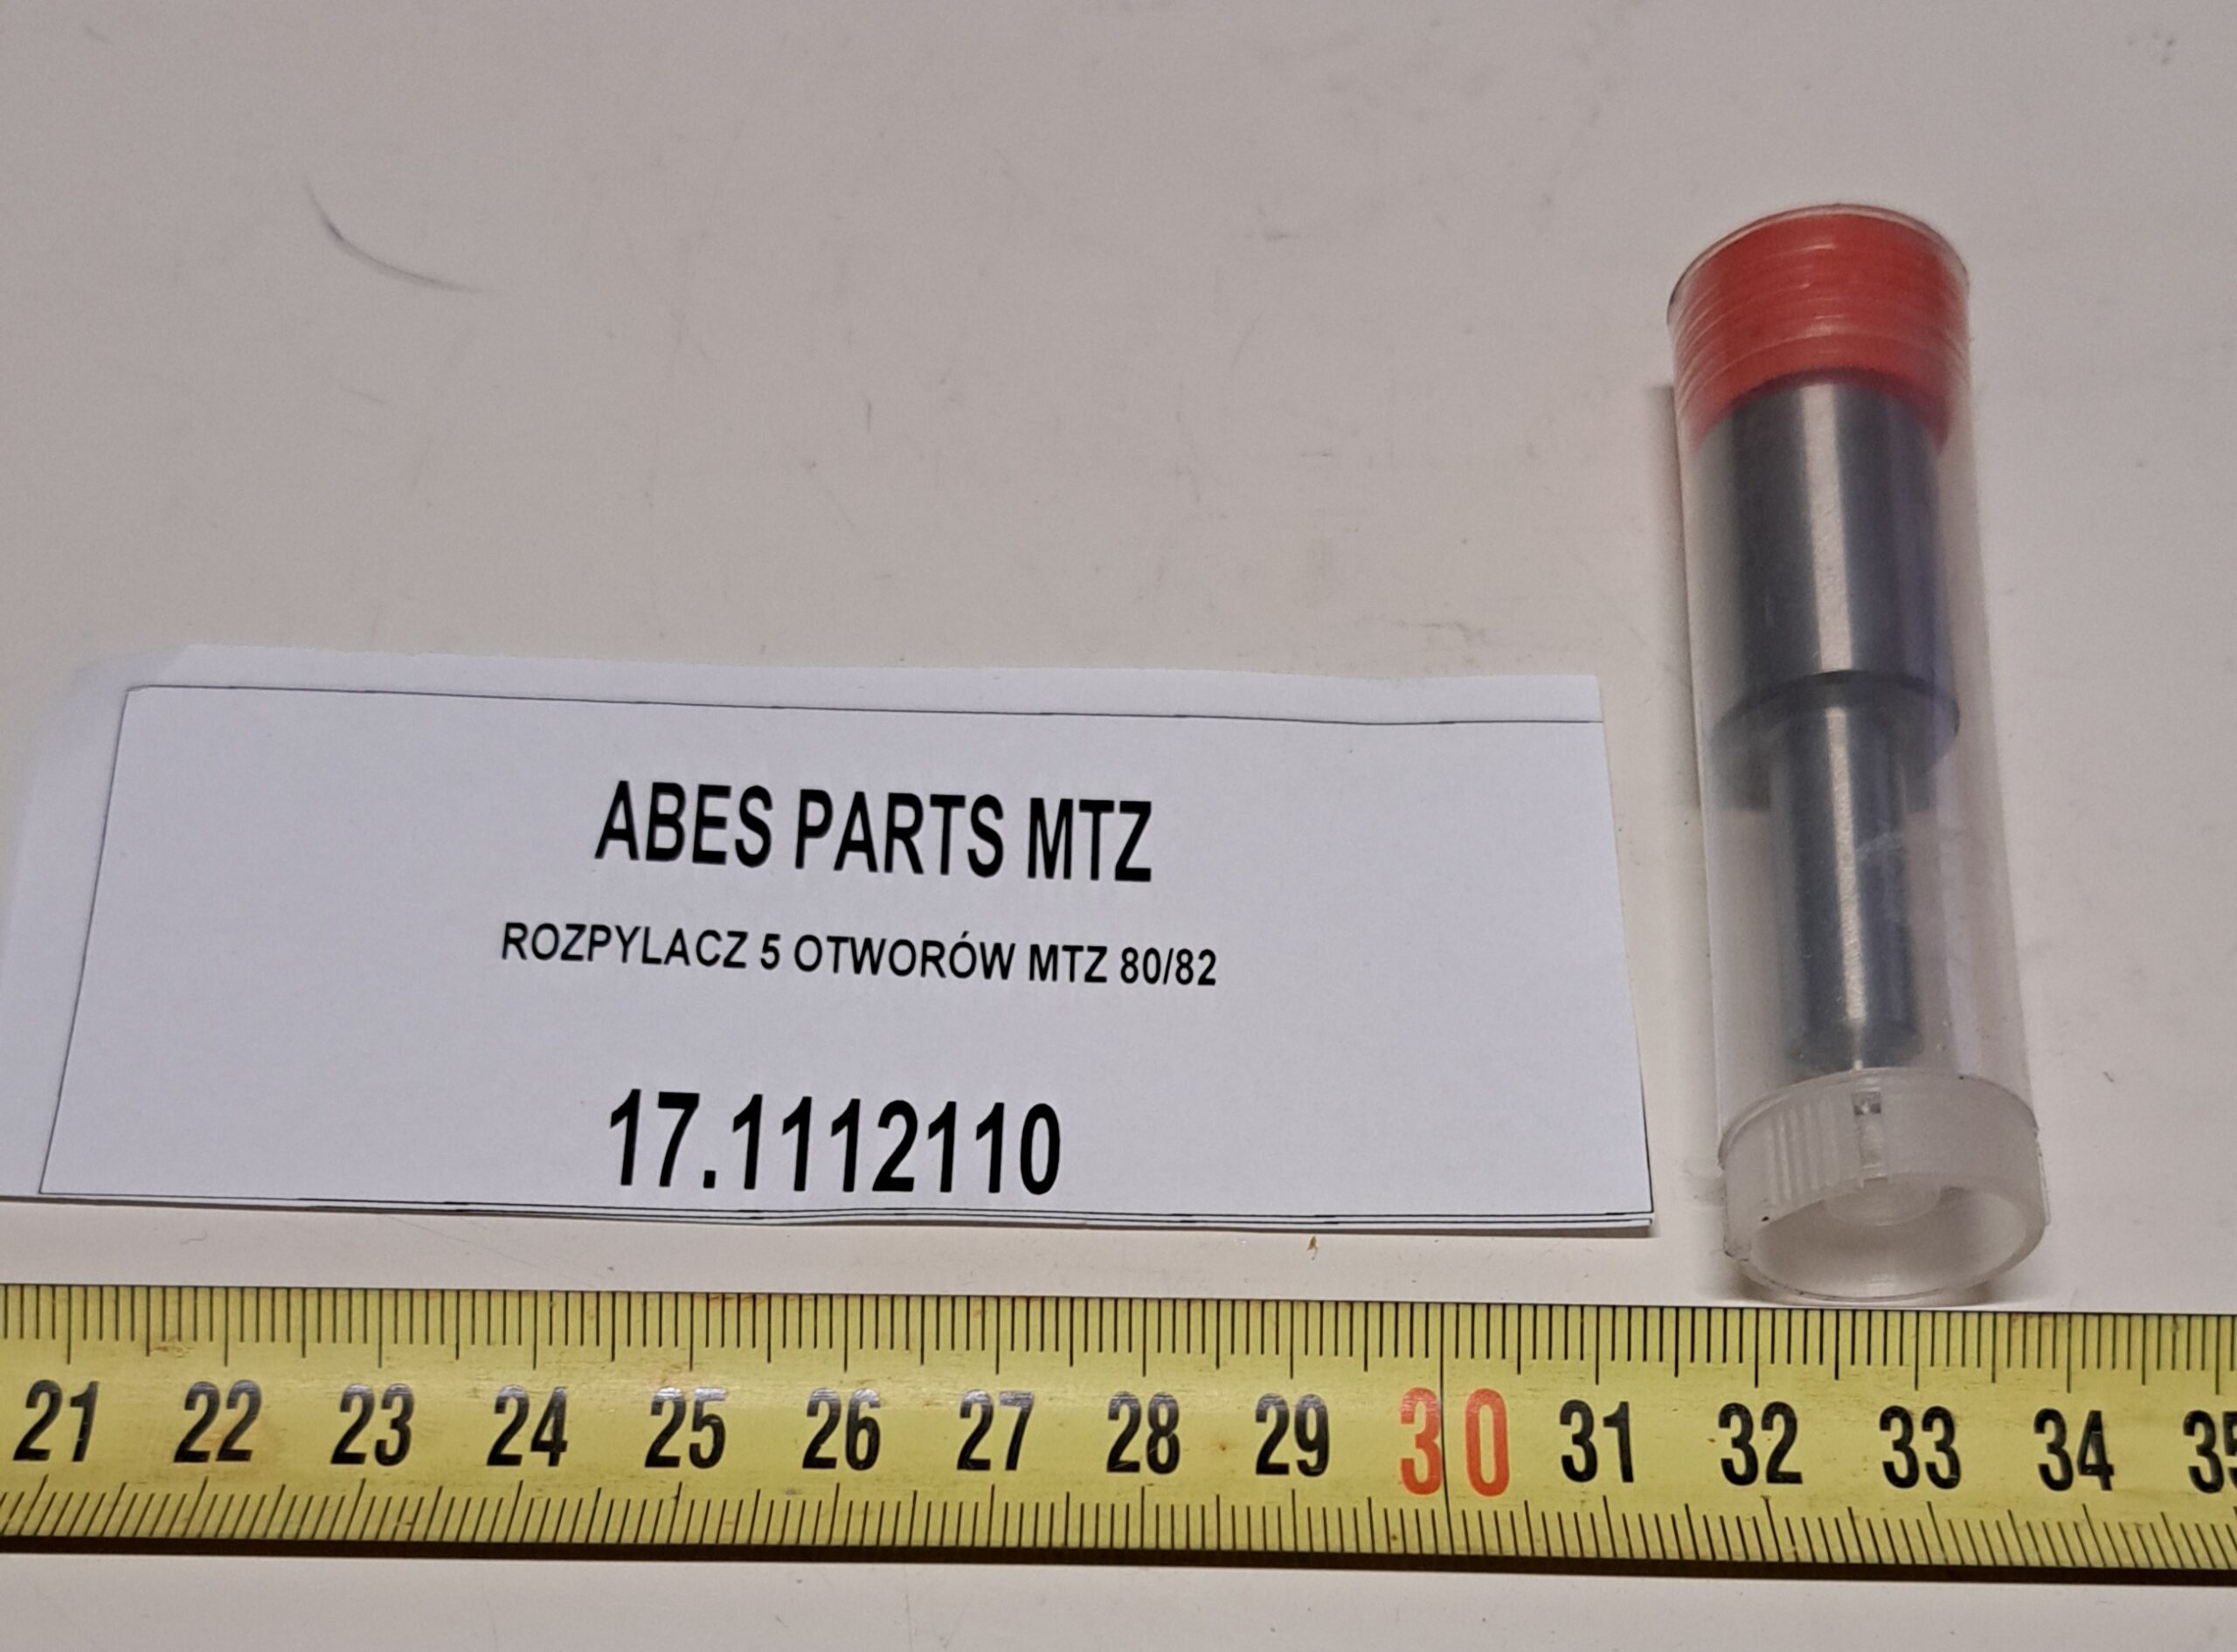 ABES PARTS MTZ
ROZPYLACZ 5 OTWORÓW MTZ 80/82
17.1112110
21 22 23 24 25 26 27 28 29 30 31 32 33 34 35